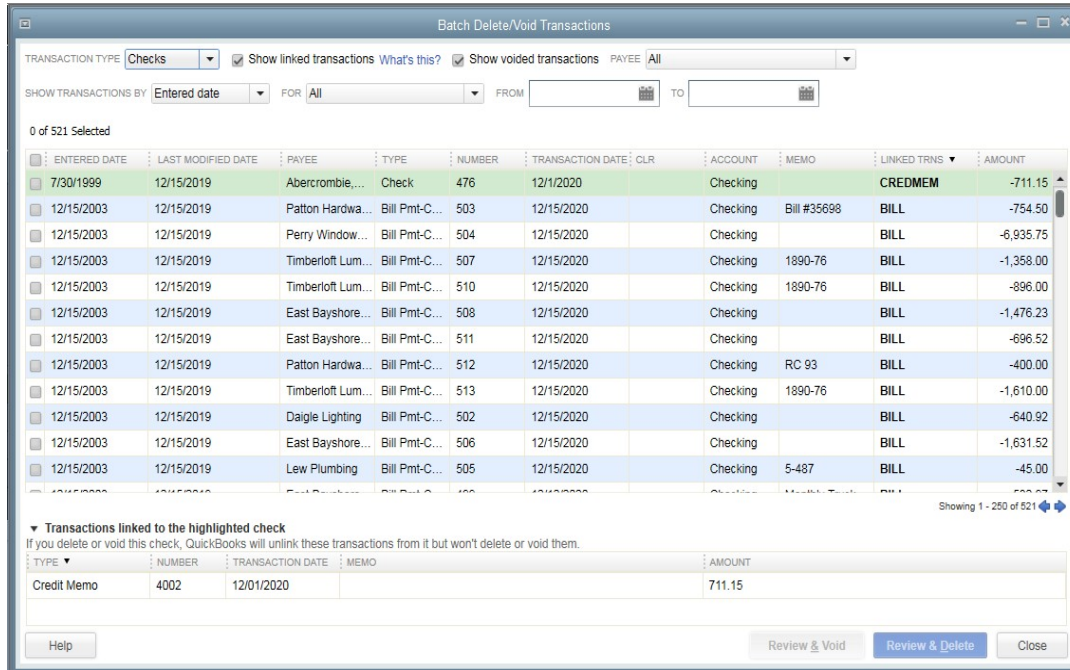 Batch Delete/Void Transactions
TRANSACTION TYPE Checks Show linked transactions What's this? Show voided transactions PAYEE All
SHOW TRANSACTIONS BY Entered date FOR All FROM TO
0 of 521 Selected
ENTERED DATE LAST MODIFIED DATE PAYEE TYPE NUMBER TRANSACTION DATE CLR ACCOUNT MEMO LINKED TRNS AMOUNT
7/30/1999 12/15/2019 Abercrombie,... Check 476 12/1/2020 Checking CREDMEM -711.15
12/15/2003 12/15/2019 Patton Hardwa... Bill Pmt-C... 503 12/15/2020 Checking Bill #35698 BILL -754.50
12/15/2003 12/15/2019 Perry Window... Bill Pmt-C... 504 12/15/2020 Checking BILL -6,935.75
12/15/2003 12/15/2019 Timberloft Lum... Bill Pmt-C... 507 12/15/2020 Checking 1890-76 BILL -1,358.00
12/15/2003 12/15/2019 Timberloft Lum... Bill Pmt-C... 510 12/15/2020 Checking 1890-76 BILL -896.00
12/15/2003 12/15/2019 East Bayshore... Bill Pmt-C... 508 12/15/2020 Checking BILL -1,476.23
12/15/2003 12/15/2019 East Bayshore... Bill Pmt-C... 511 12/15/2020 Checking BILL -696.52
12/15/2003 12/15/2019 Patton Hardwa... Bill Pmt-C... 512 12/15/2020 Checking RC 93 BILL -400.00
12/15/2003 12/15/2019 Timberloft Lum... Bill Pmt-C... 513 12/15/2020 Checking 1890-76 BILL -1,610.00
12/15/2003 12/15/2019 Daigle Lighting Bill Pmt-C... 502 12/15/2020 Checking BILL -640.92
12/15/2003 12/15/2019 East Bayshore... Bill Pmt-C... 506 12/15/2020 Checking BILL -1,631.52
12/15/2003 12/15/2019 Lew Plumbing Bill Pmt-C... 505 12/15/2020 Checking 5-487 BILL -45.00
Showing 1 - 250 of 521
Transactions linked to the highlighted check
If you delete or void this check, QuickBooks will unlink these transactions from it but won't delete or void them.
TYPE NUMBER TRANSACTION DATE MEMO AMOUNT
Credit Memo 4002 12/01/2020 711.15
Help Review & Void Review & Delete Close